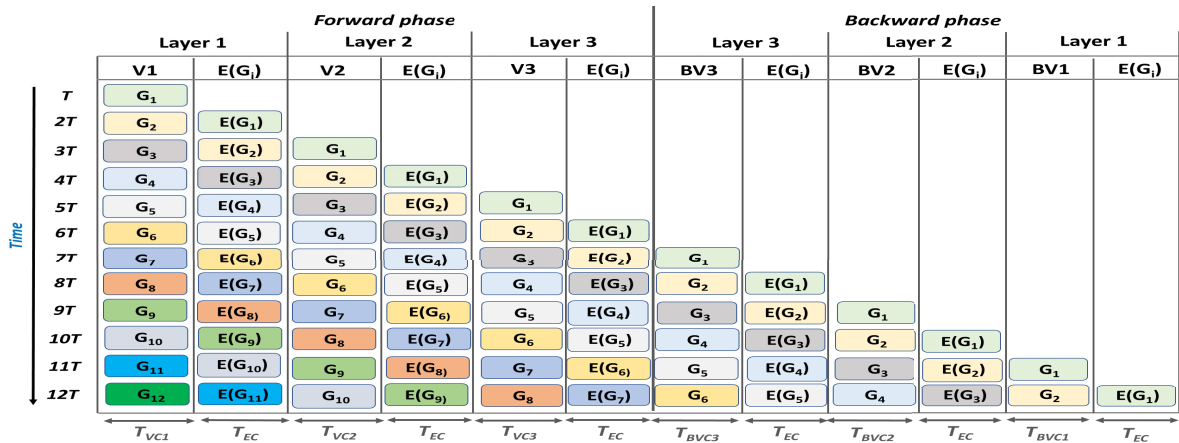 Forward phase Backward phase
Layer 1 Layer 2 Layer 3 Layer 3 Layer 2 Layer 1
V1 E(Gi) V2 E(Gi) V3 E(Gi) BV3 E(Gi) BV2 E(Gi) BV1 E(Gi)
T G1
2T G2 E(G1)
3T G3 E(G2) G1
4T G4 E(G3) G2 E(G1)
5T G5 E(G4) G3 E(G2) G1
6T G6 E(G5) G4 E(G3) G2 E(G1)
7T G7 E(G6) G5 E(G4) G3 E(G2) G1
8T G8 E(G7) G6 E(G5) G4 E(G3) G2 E(G1)
9T G9 E(G8) G7 E(G6) G5 E(G4) G3 E(G2) G1
10T G10 E(G9) G8 E(G7) G6 E(G5) G4 E(G3) G2 E(G1)
11T G11 E(G10) G9 E(G8) G7 E(G6) G5 E(G4) G3 E(G2) G1
12T G12 E(G11) G10 E(G9) G8 E(G7) G6 E(G5) G4 E(G3) G2 E(G1)
Time
TVC1 TEC TVC2 TEC TVC3 TEC TBVC3 TEC TBVC2 TEC TBVC1 TEC